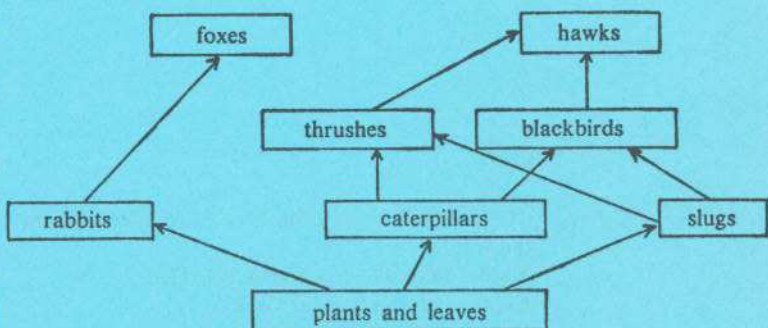 foxes
hawks
thrushes
blackbirds
rabbits
caterpillars
slugs
plants and leaves